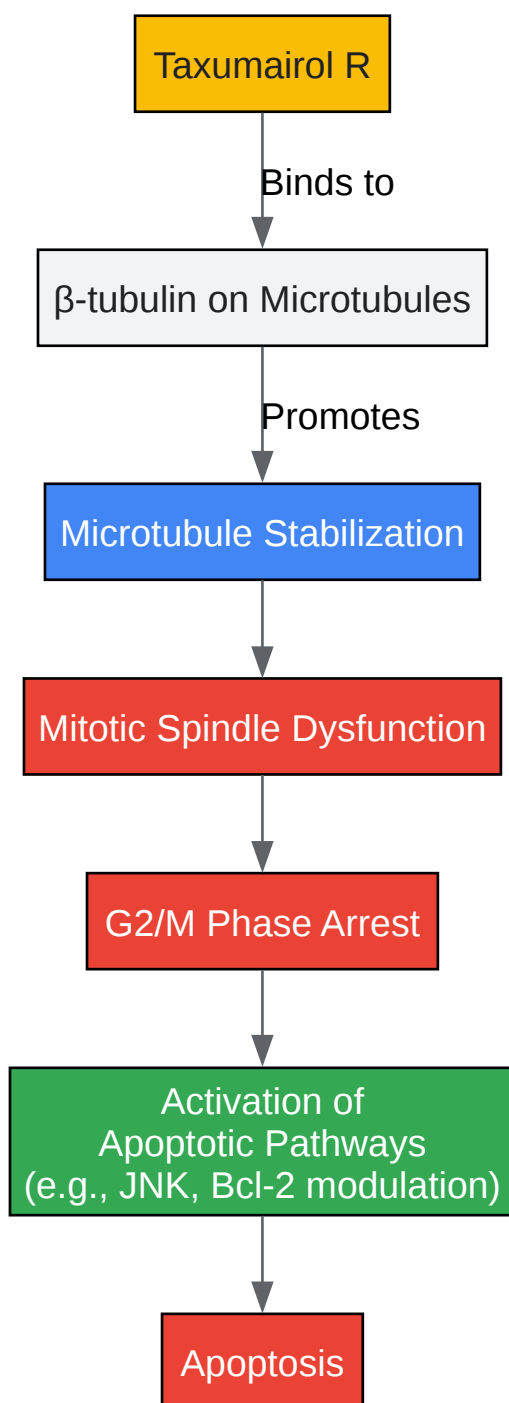 Taxumairol R
Binds to
β-tubulin on Microtubules
Promotes
Microtubule Stabilization
Mitotic Spindle Dysfunction
G2/M Phase Arrest
Activation of
Apoptotic Pathways
(e.g., JNK, Bcl-2 modulation)
Apoptosis